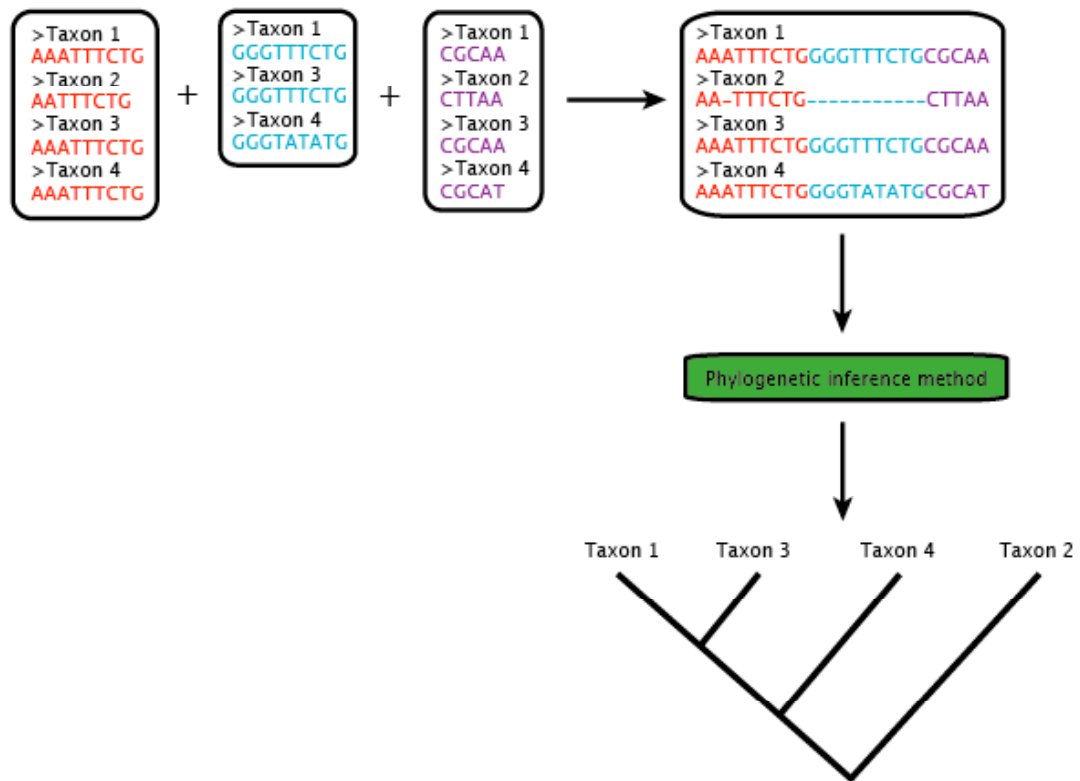 >Taxon 1
AAATTTCTG
>Taxon 2
AATTTCTG
>Taxon 3
AAATTTCTG
>Taxon 4
AAATTTCTG
+
>Taxon 1
GGGTTTCTG
>Taxon 3
GGGTTTCTG
>Taxon 4
GGGTATATG
+
>Taxon 1
CGCAA
>Taxon 2
CTTAA
>Taxon 3
CGCAA
>Taxon 4
CGCAT
>Taxon 1
AAATTTCTGGGGTTTCTGCGCAA
>Taxon 2
AA-TTTCTG-----------CTTAA
>Taxon 3
AAATTTCTGGGGTTTCTGCGCAA
>Taxon 4
AAATTTCTGGGGTATATGCGCAT
Phylogenetic inference method
Taxon 1 Taxon 3 Taxon 4 Taxon 2